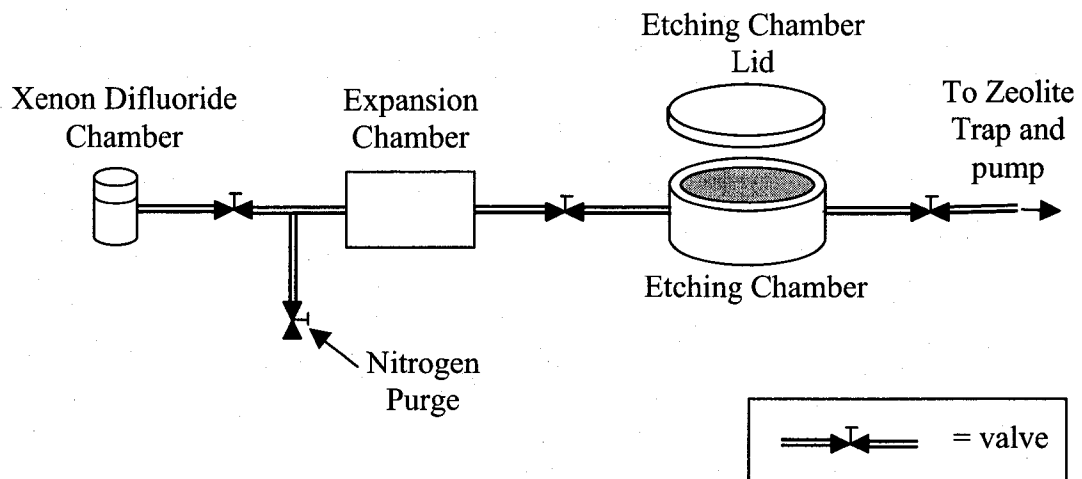 Xenon Difluoride
Chamber
Expansion
Chamber
Etching Chamber
Lid
To Zeolite
Trap and
pump
Etching Chamber
Nitrogen
Purge
= valve